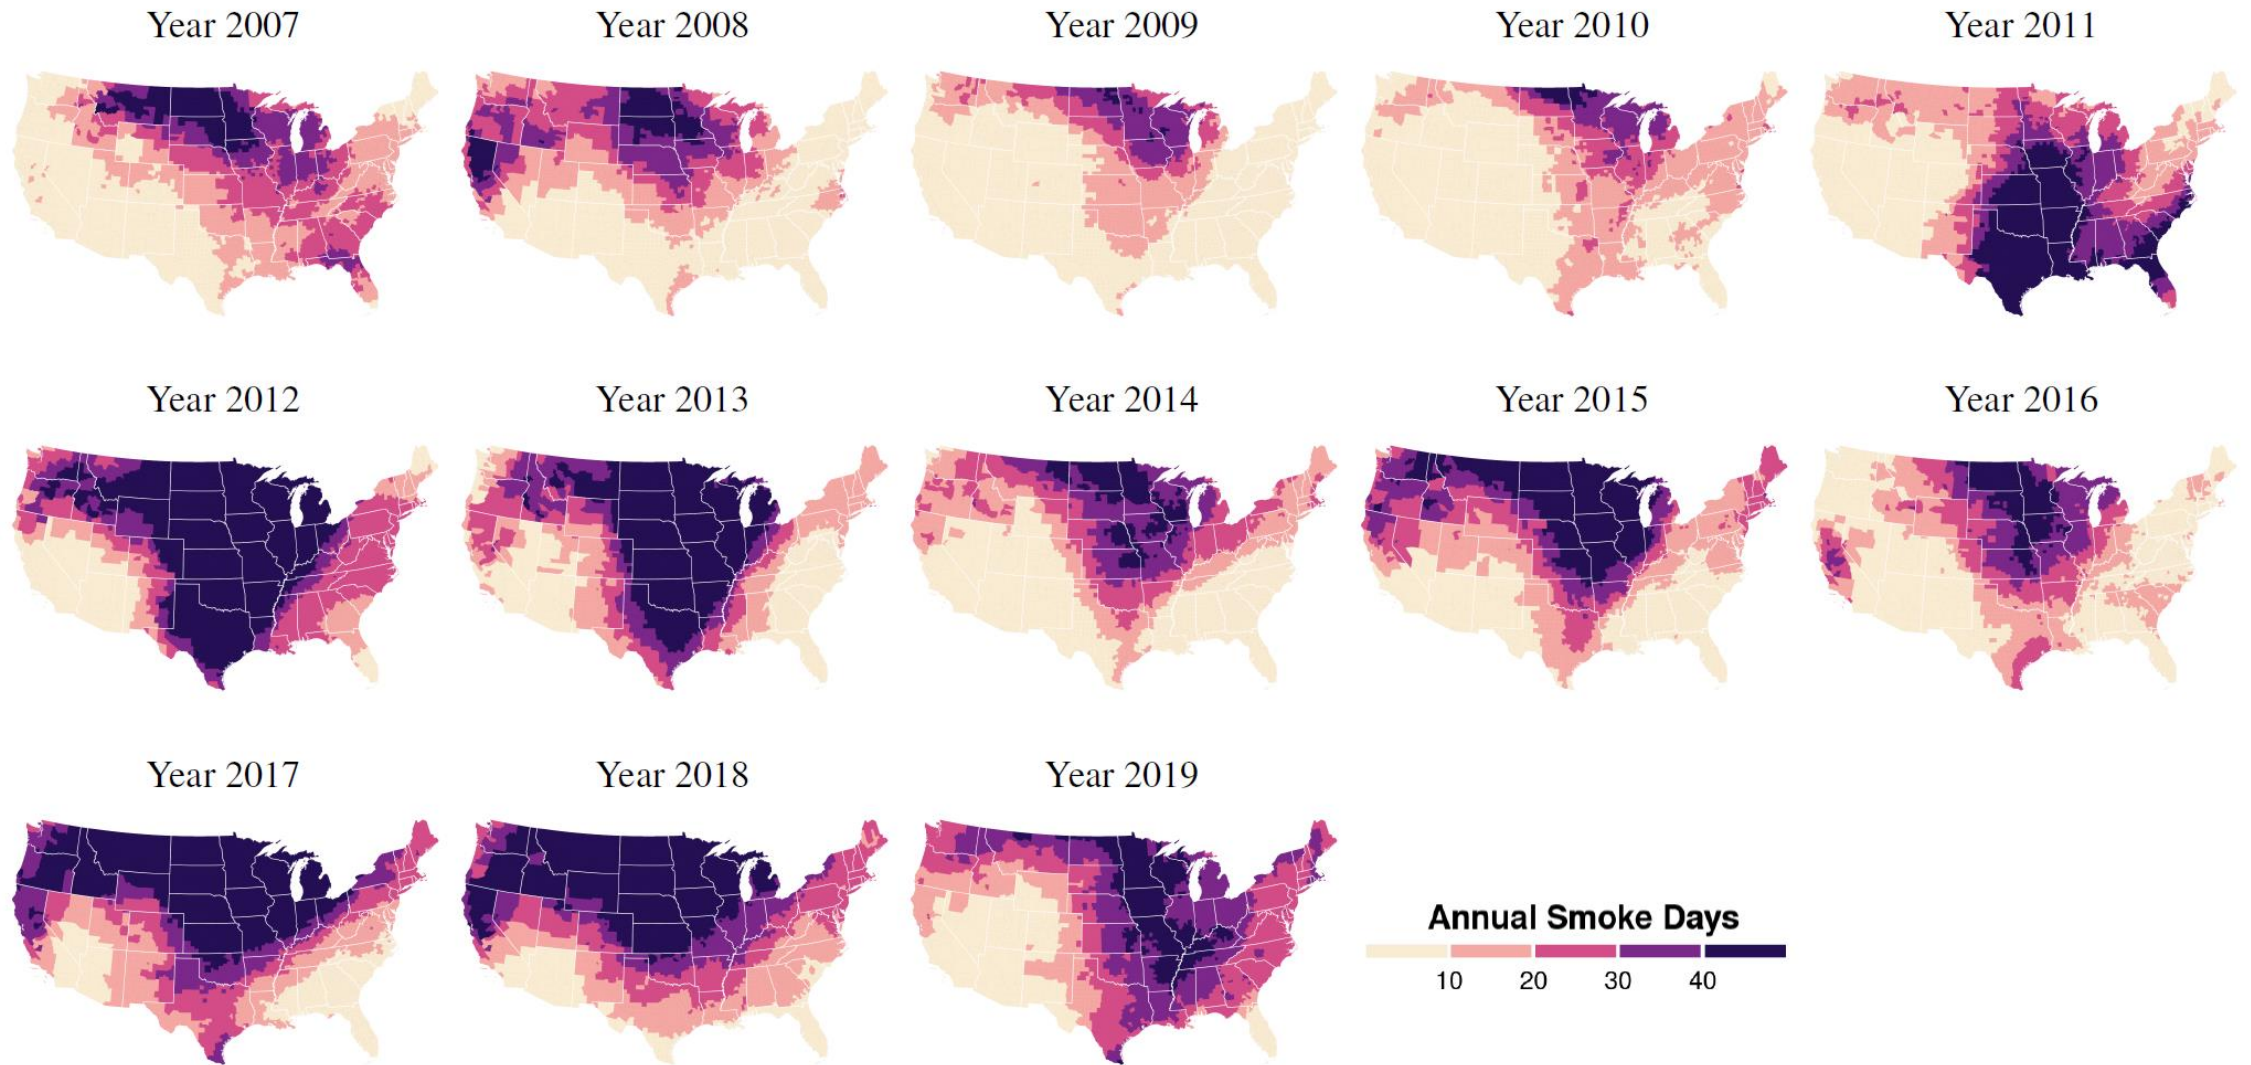 Year 2007
Year 2008
Year 2009
Year 2010
Year 2011
Year 2012
Year 2013
Year 2014
Year 2015
Year 2016
Year 2017
Year 2018
Year 2019
Annual Smoke Days
10 20 30 40